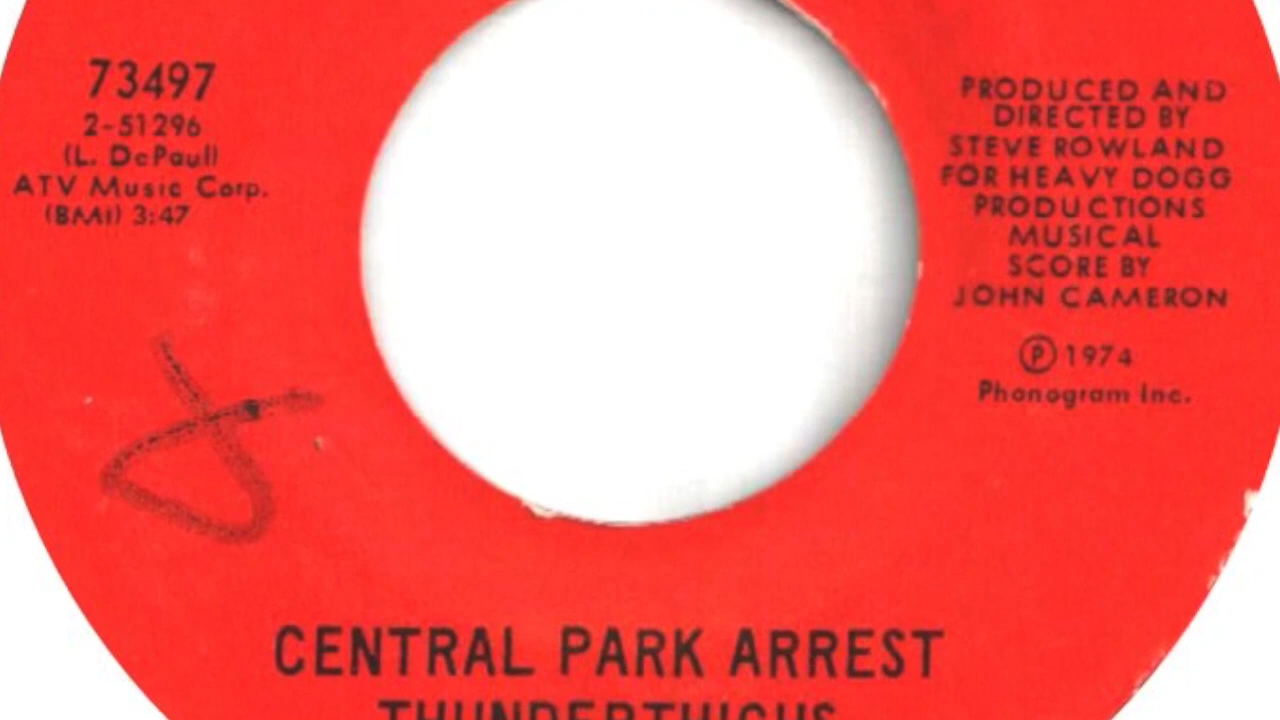 73497
2-51296
(L. DePaul)
ATV Music Corp.
(BMI) 3:47
PRODUCED AND
DIRECTED BY
STEVE ROWLAND
FOR HEAVY DOGG
PRODUCTIONS
MUSICAL
SCORE BY
JOHN CAMERON
Ⓟ 1974
Phonogram Inc.
CENTRAL PARK ARREST
THUNDERTHIGHS